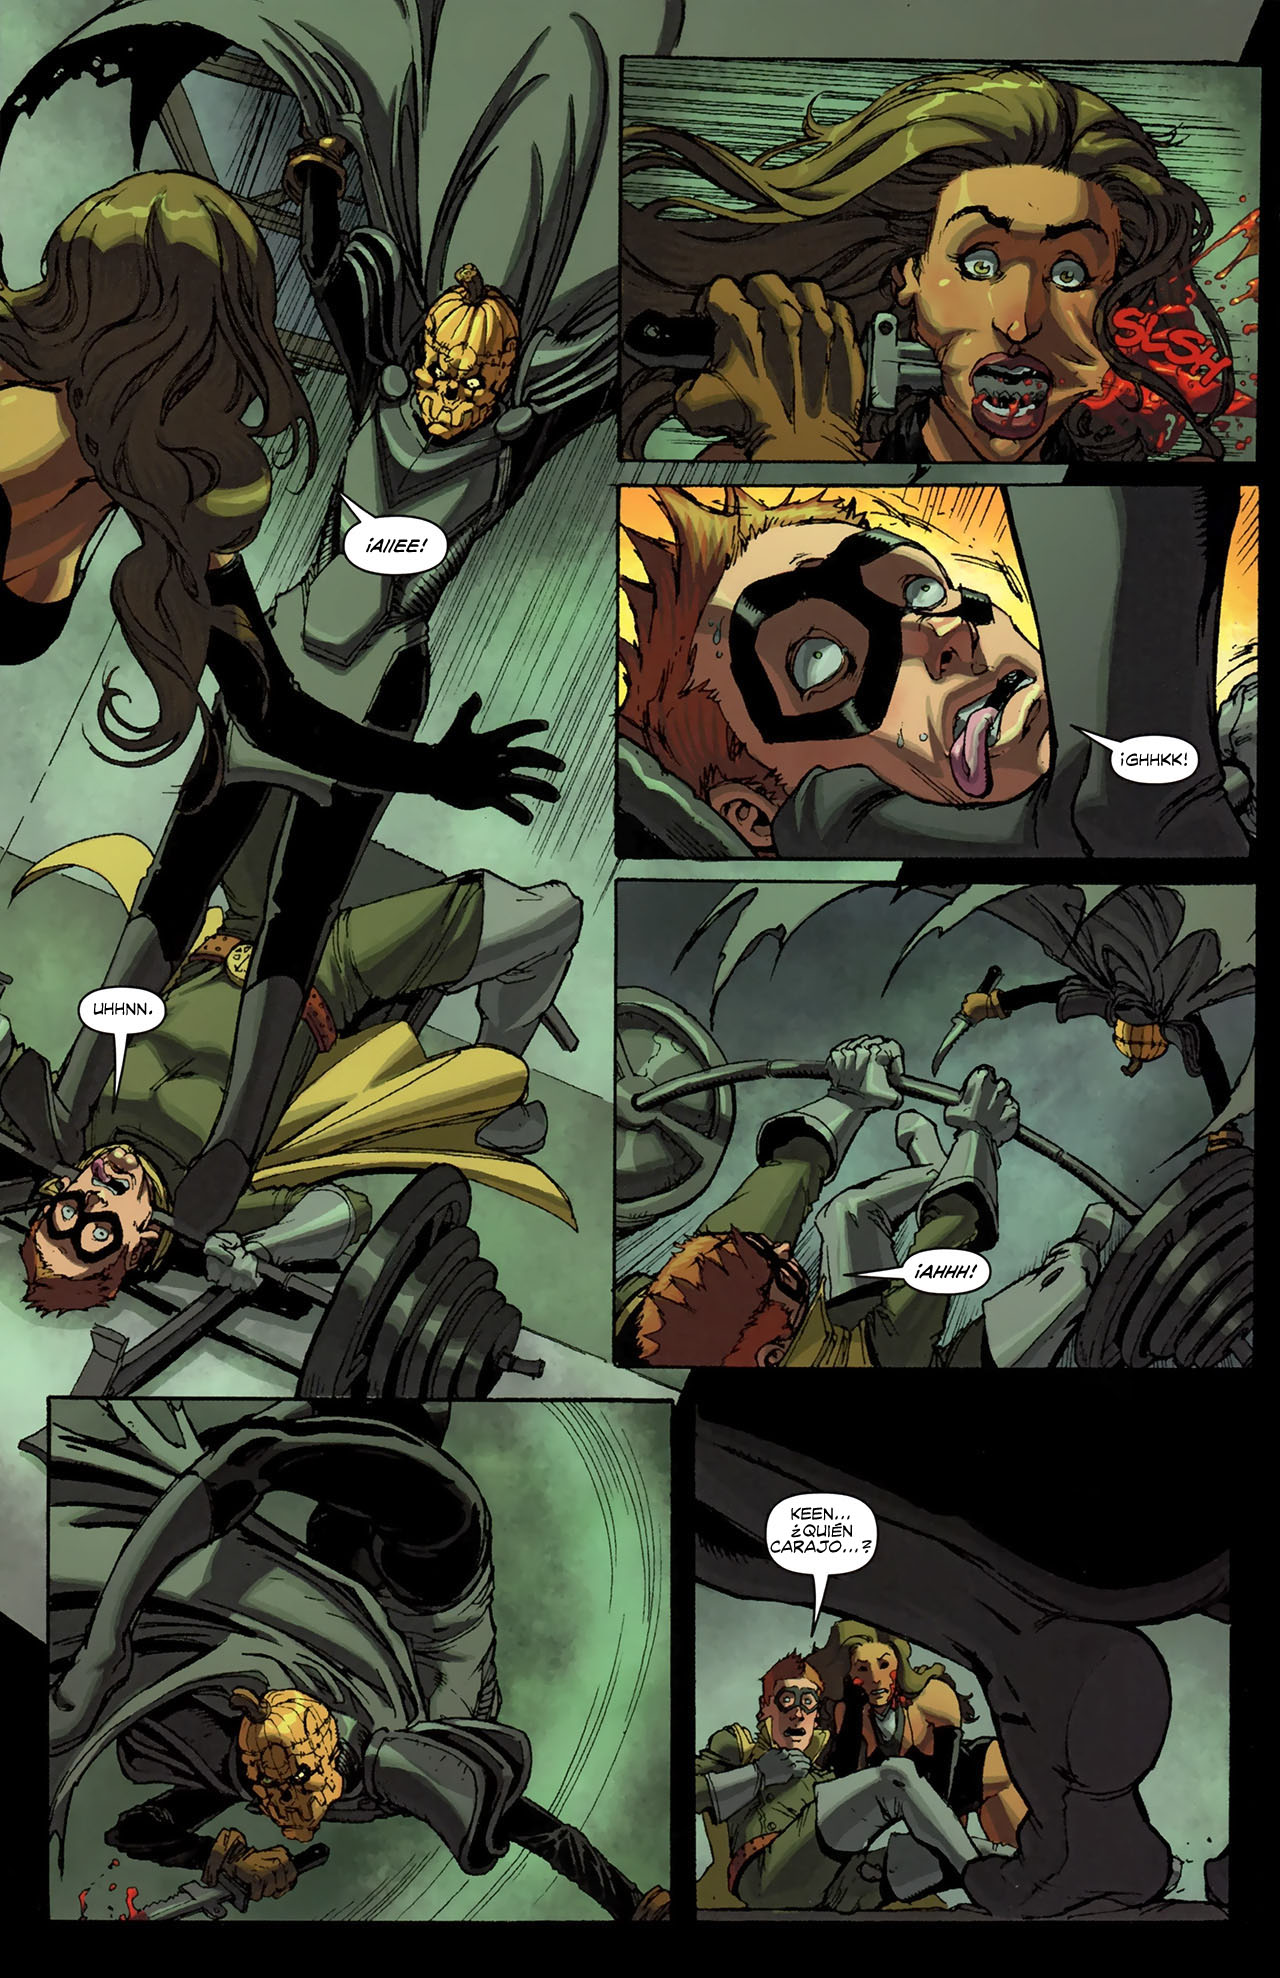 ¡AIIEE!
UHHNN.
SLSH
¡GHHKK!
¡AHHH!
KEEN...
¿QUIÉN
CARAJO...?